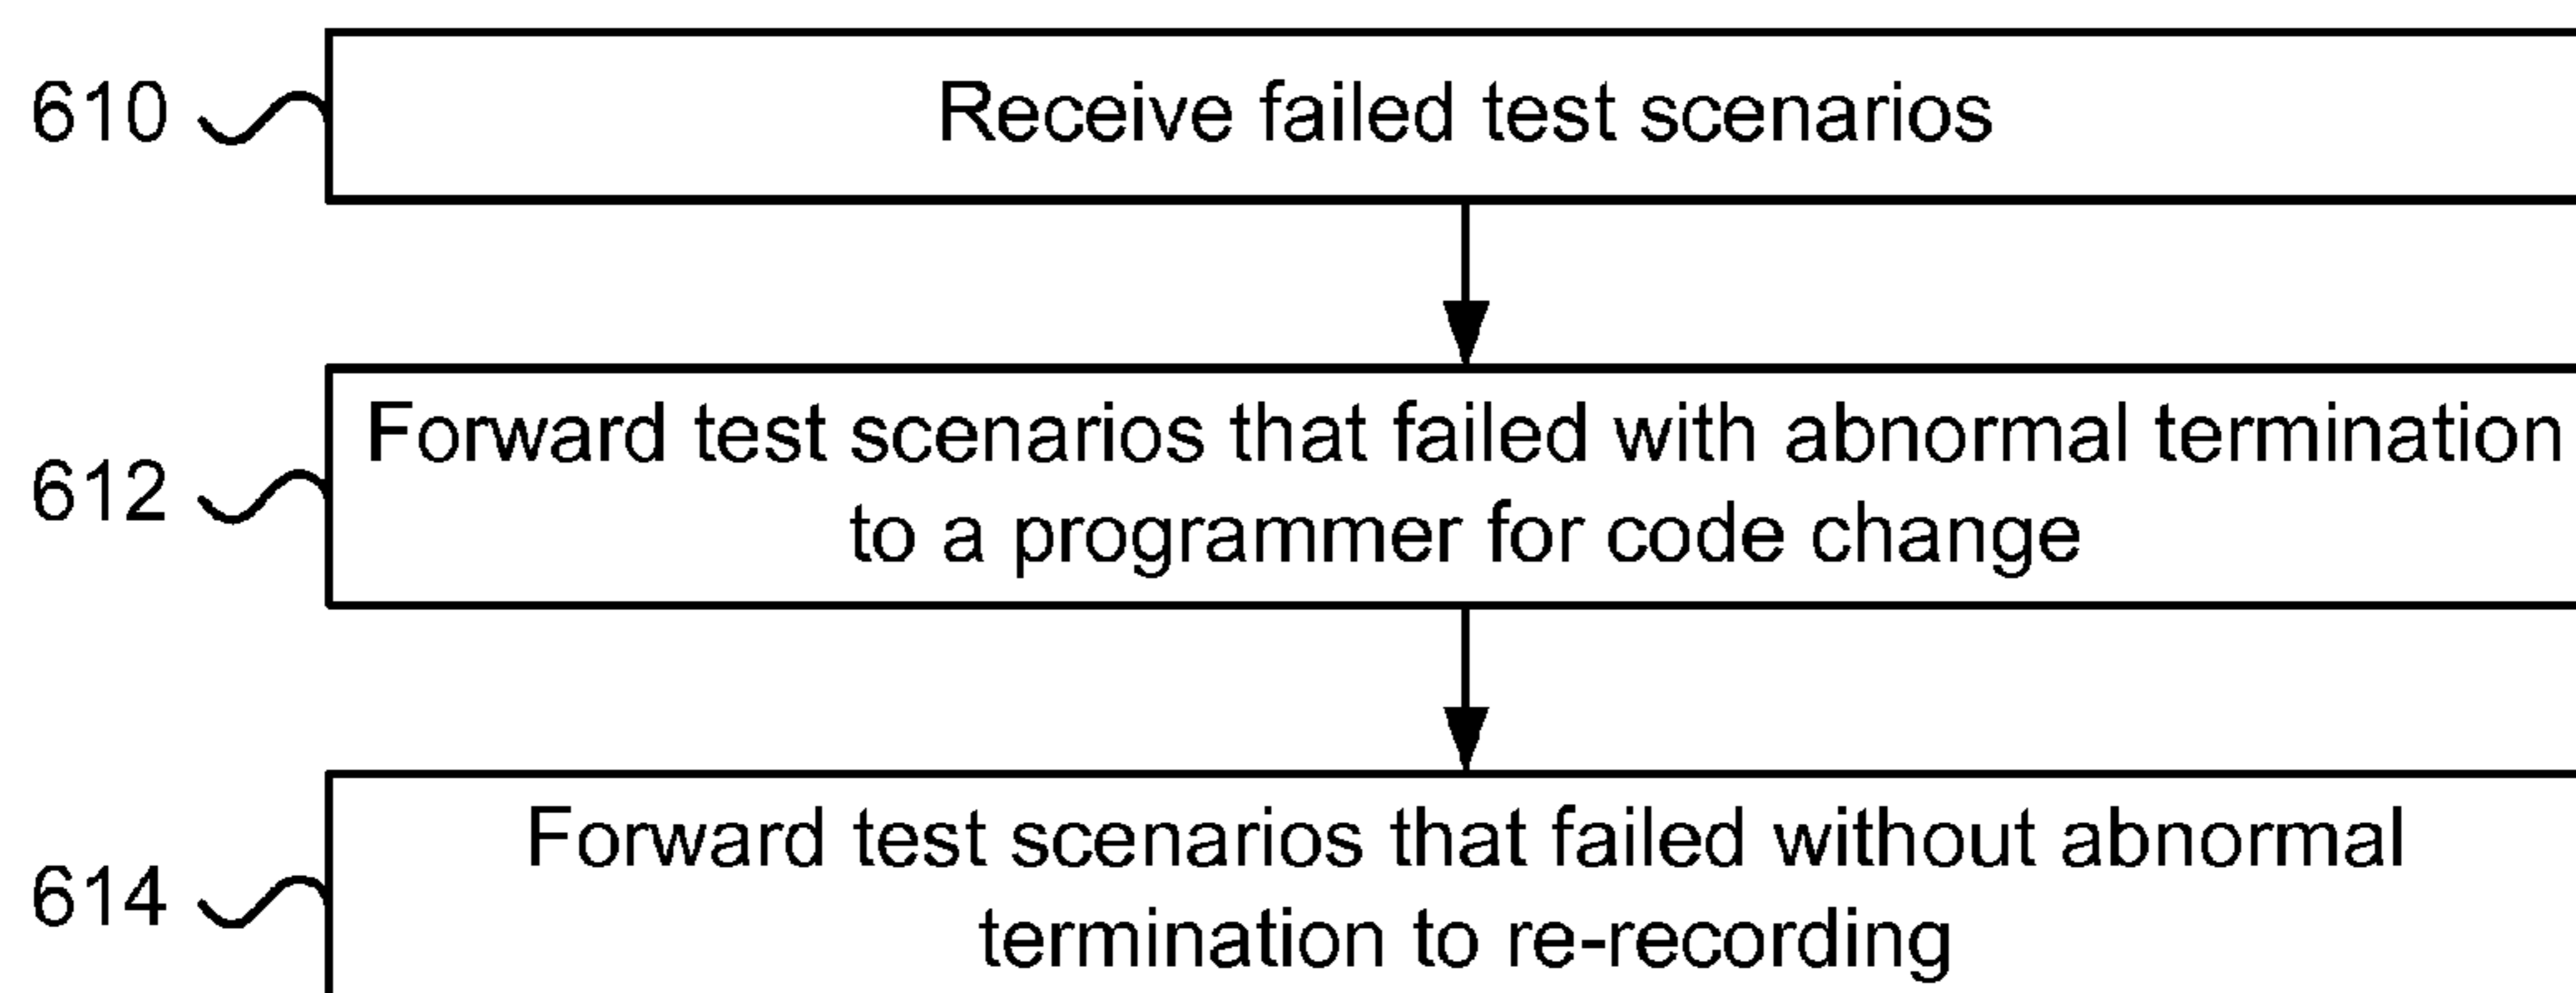 610
Receive failed test scenarios
612
Forward test scenarios that failed with abnormal termination
to a programmer for code change
614
Forward test scenarios that failed without abnormal
termination to re-recording